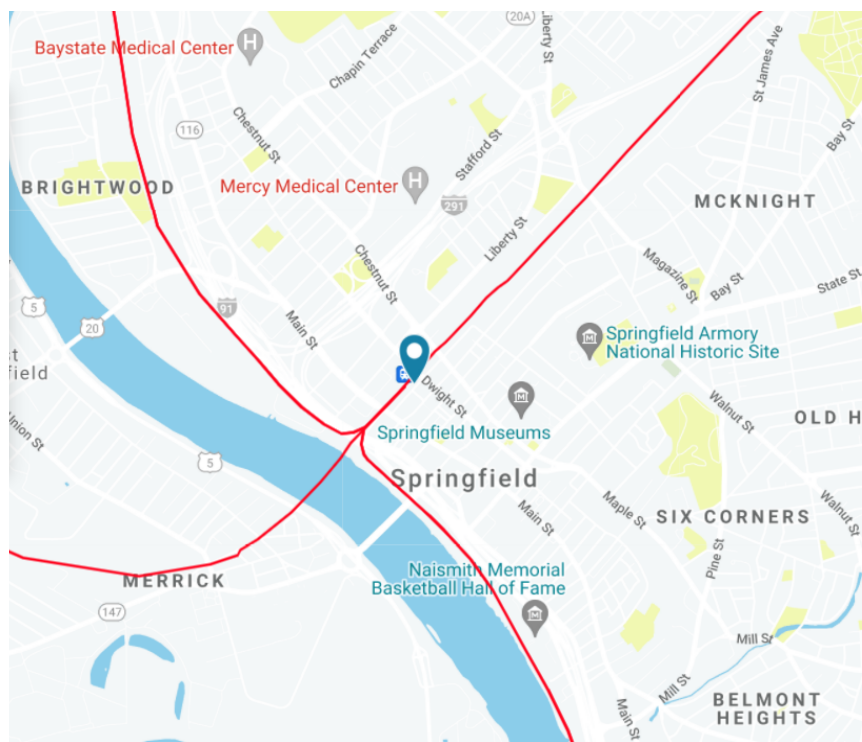 20A
Liberty St
St James Ave
Baystate Medical Center
H
Chapin Terrace
116
Chestnut St
Bay St
Stafford St
H
Mercy Medical Center
BRIGHTWOOD
291
MCKNIGHT
Liberty St
Chestnut St
Magazine St
Bay St
State St
5
91
20
Main St
Springfield Armory
National Historic Site
st
field
Dwight St
Walnut St
Union St
Springfield Museums
OLD H
5
Springfield
Main St
Maple St
SIX CORNERS
Walnut St
Pine St
Naismith Memorial
Basketball Hall of Fame
MERRICK
147
Mill St
Mill St
Main St
BELMONT
HEIGHTS